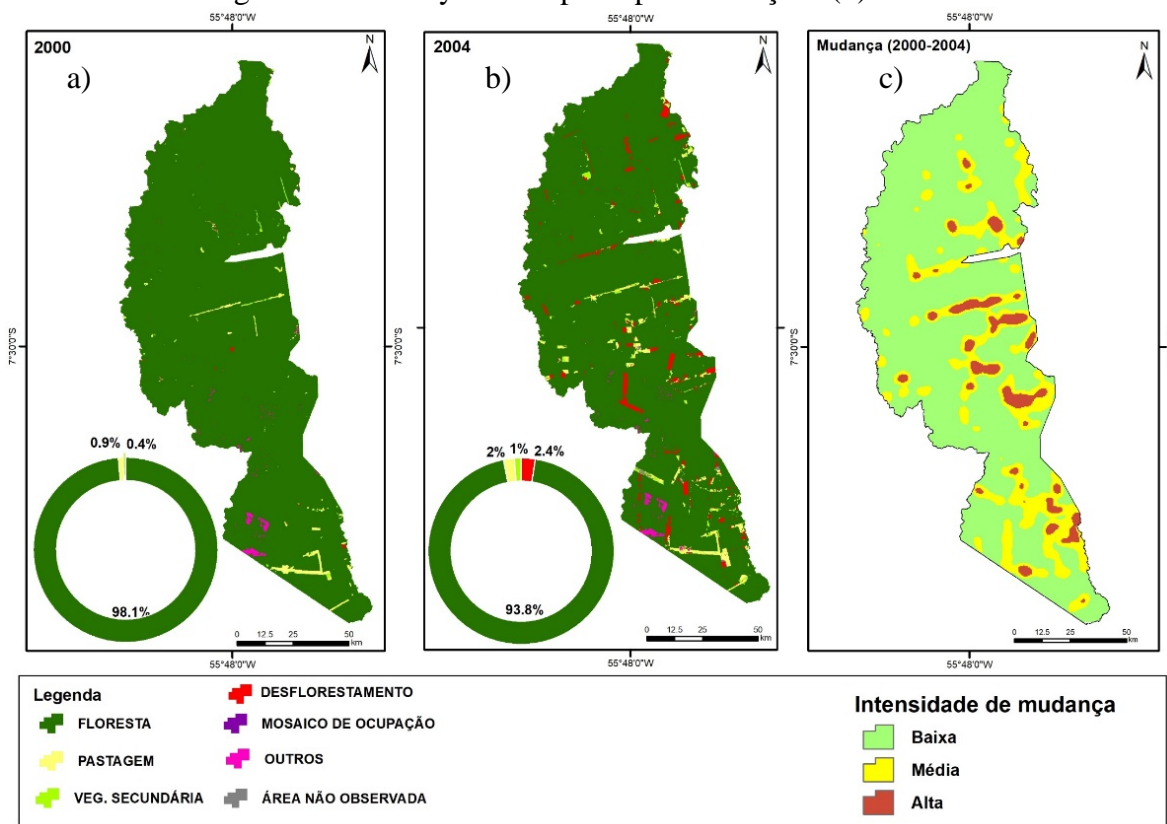 55°48'0"W
55°48'0"W
55°48'0"W
2000
a)
N
7°30'0"S
0.9%
0.4%
98.1%
0 12.5 25 50
km
55°48'0"W
2004
b)
N
2%
1%
2.4%
93.8%
0 12.5 25 50
km
55°48'0"W
Mudança (2000-2004)
c)
N
7°30'0"S
0 12.5 25 50
km
55°48'0"W
Legenda
FLORESTA
PASTAGEM
VEG. SECUNDÁRIA
DESFLORESTAMENTO
MOSAICO DE OCUPAÇÃO
OUTROS
ÁREA NÃO OBSERVADA
Intensidade de mudança
Baixa
Média
Alta